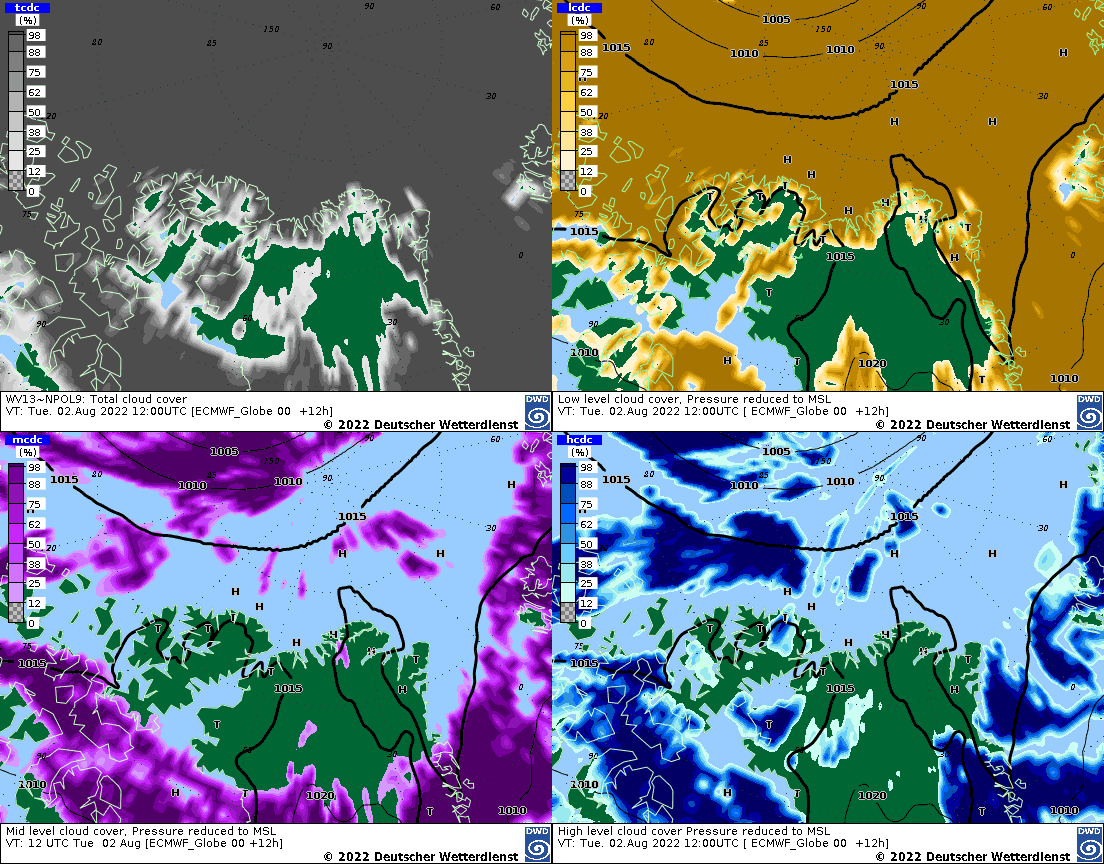 tcdc
(%)
98
88
75
62
50
38
25
12
0
90
150
80
85
90
20
75
90
60
30
WV13~NPOL9: Total cloud cover
VT: Tue. 02.Aug 2022 12:00UTC [ECMWF_Globe 00 +12h]
© 2022 Deutscher Wetterdienst
DWD
lcdc
(%)
98
88
75
62
50
38
25
12
0
90
60
1005
150
1015
80
85
1010
1010
90
H
1015
30
20
H
H
H
H
T
T
T
H
H
H
T
75
1015
T
1015
H
0
T
90
30
1010
H
T
1020
T
1010
Low level cloud cover, Pressure reduced to MSL
VT: Tue. 02.Aug 2022 12:00UTC [ ECMWF_Globe 00 +12h]
© 2022 Deutscher Wetterdienst
DWD
mcdc
(%)
98
88
75
62
50
38
25
12
0
90
60
1005
150
1015
80
85
1010
1010
90
H
1015
30
20
H
H
H
H
T
T
T
H
H
H
T
75
1015
T
1015
H
0
T
90
30
1010
H
T
1020
T
1010
Mid level cloud cover, Pressure reduced to MSL
VT: 12 UTC Tue 02 Aug [ECMWF_Globe 00 +12h]
© 2022 Deutscher Wetterdienst
DWD
hcdc
(%)
98
88
75
62
50
38
25
12
0
90
60
1005
150
1015
80
85
1010
1010
90
H
1015
30
20
H
H
H
H
T
T
T
H
H
H
T
75
1015
T
1015
H
0
T
90
30
1010
H
T
1020
T
1010
High level cloud cover Pressure reduced to MSL
VT: Tue. 02.Aug 2022 12:00UTC [ ECMWF_Globe 00 +12h]
© 2022 Deutscher Wetterdienst
DWD